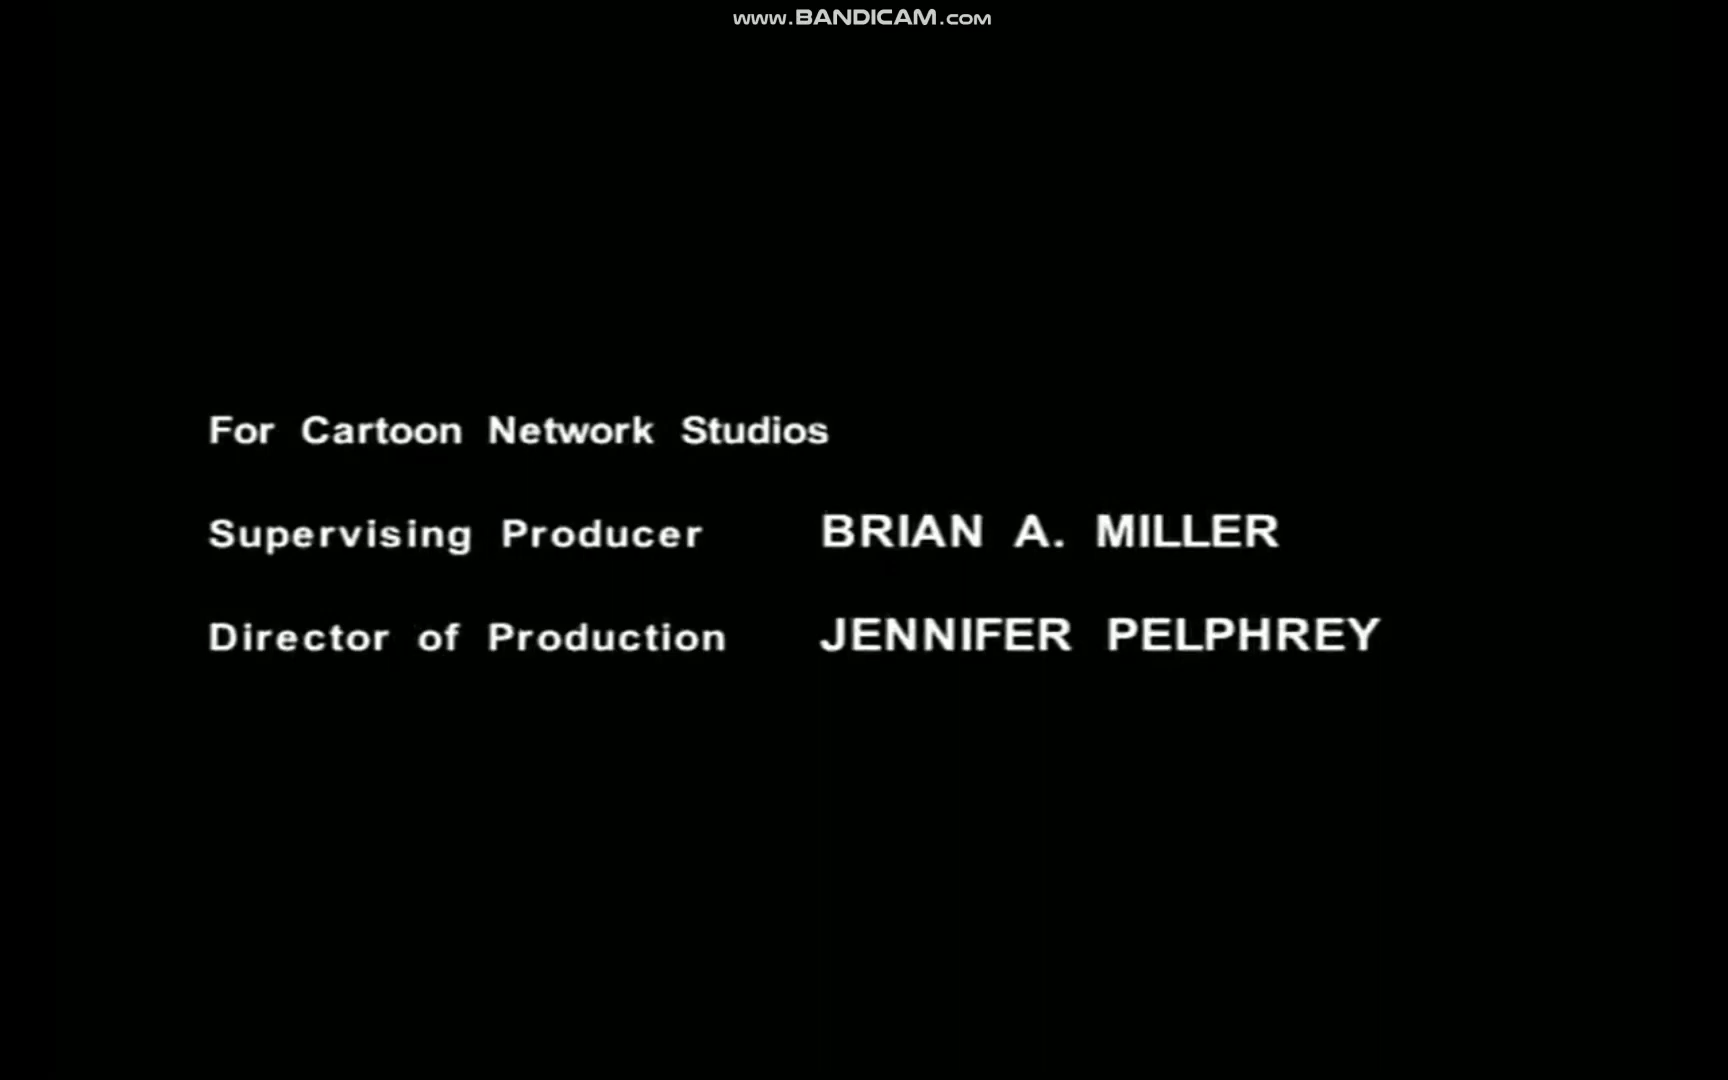 www.BANDICAM.com
For Cartoon Network Studios
Supervising Producer BRIAN A. MILLER
Director of Production JENNIFER PELPHREY